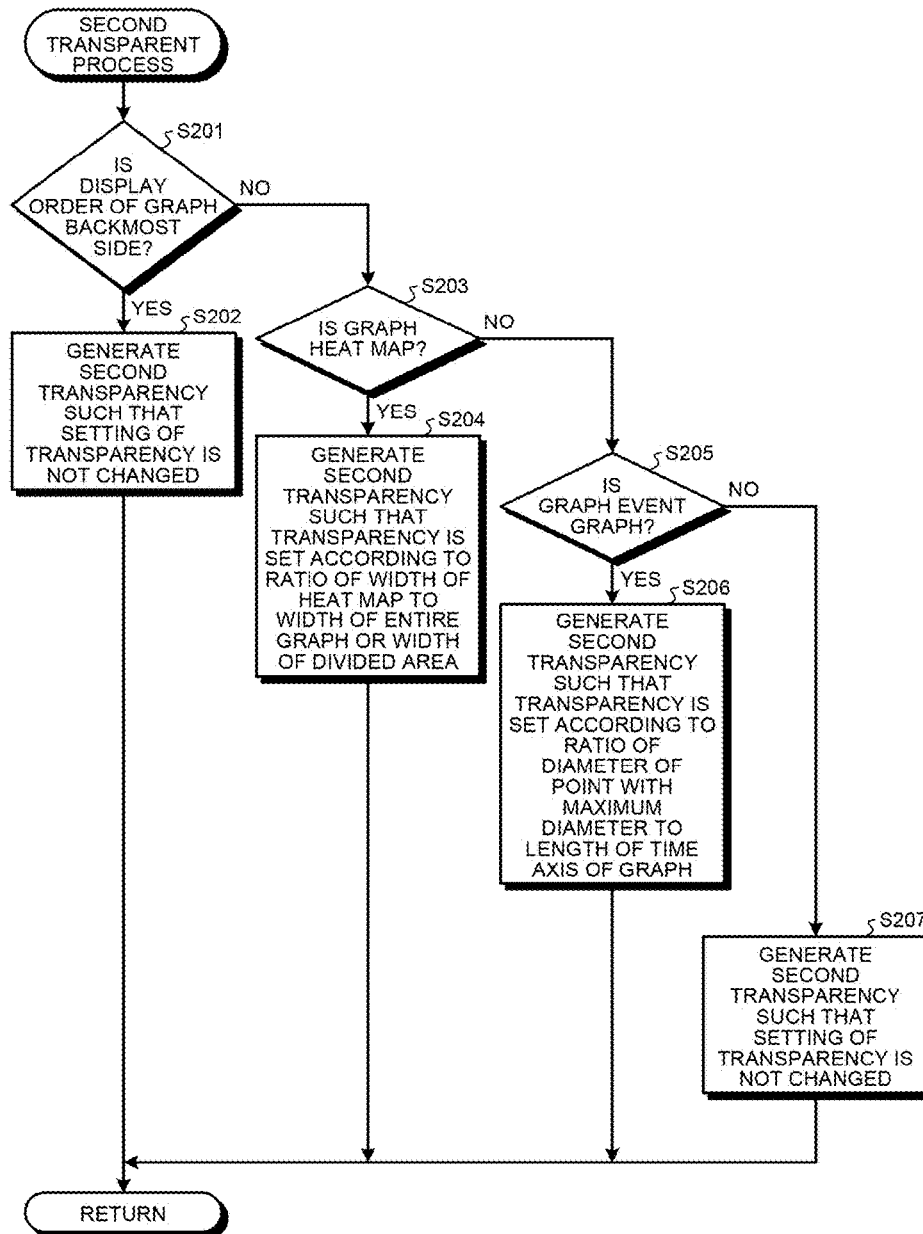 SECOND
TRANSPARENT
PROCESS
S201
IS
DISPLAY
ORDER OF GRAPH
BACKMOST
SIDE?
NO
YES
S202
GENERATE
SECOND
TRANSPARENCY
SUCH THAT
SETTING OF
TRANSPARENCY IS
NOT CHANGED
S203
IS GRAPH
HEAT MAP?
NO
YES
S204
GENERATE
SECOND
TRANSPARENCY
SUCH THAT
TRANSPARENCY IS
SET ACCORDING TO
RATIO OF WIDTH OF
HEAT MAP TO
WIDTH OF ENTIRE
GRAPH OR WIDTH
OF DIVIDED AREA
S205
IS
GRAPH EVENT
GRAPH?
NO
YES
S206
GENERATE
SECOND
TRANSPARENCY
SUCH THAT
TRANSPARENCY IS
SET ACCORDING TO
RATIO OF
DIAMETER OF
POINT WITH
MAXIMUM
DIAMETER TO
LENGTH OF TIME
AXIS OF GRAPH
S207
GENERATE
SECOND
TRANSPARENCY
SUCH THAT
SETTING OF
TRANSPARENCY IS
NOT CHANGED
RETURN